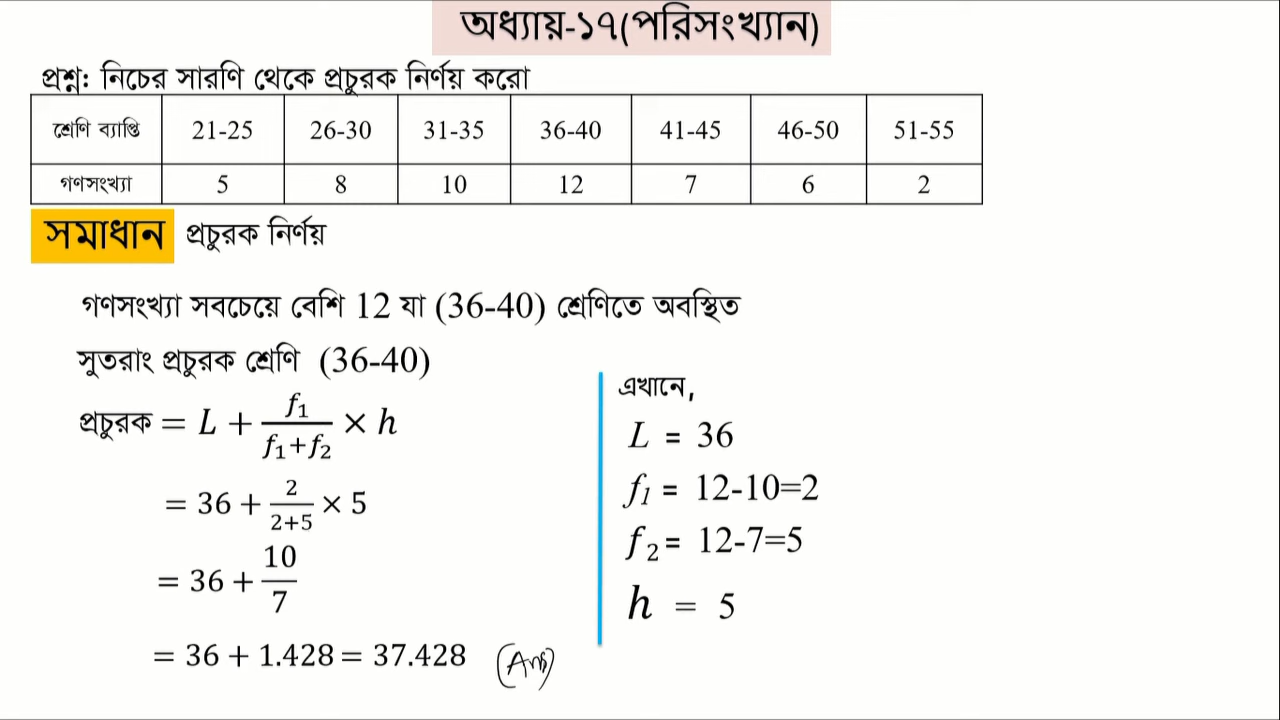 অধ্যায়-১৭(পরিসংখ্যান)
প্রশ্ন: নিচের সারণি থেকে প্রচুরক নির্ণয় করো
শ্রেণি ব্যাপ্তি 21-25 26-30 31-35 36-40 41-45 46-50 51-55
গণসংখ্যা 5 8 10 12 7 6 2
সমাধান প্রচুরক নির্ণয়
গণসংখ্যা সবচেয়ে বেশি 12 যা (36-40) শ্রেণিতে অবস্থিত
সুতরাং প্রচুরক শ্রেণি (36-40)
প্রচুরক = L + f₁/(f₁+f₂) × h
= 36 + 2/(2+5) × 5
= 36 + 10/7
= 36 + 1.428 = 37.428 (Ans)
এখানে,
L = 36
f₁ = 12-10=2
f₂ = 12-7=5
h = 5